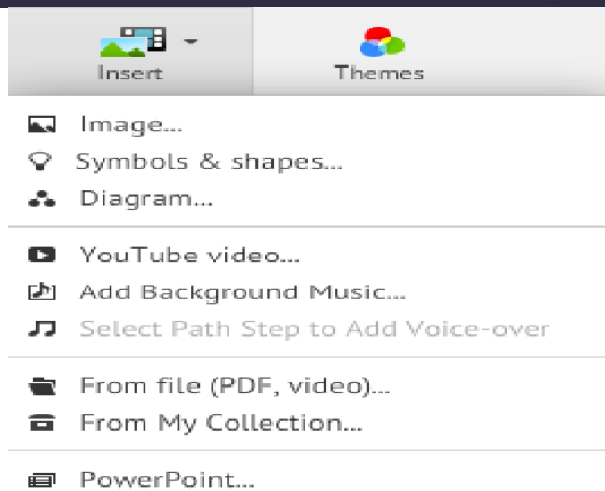 Insert Themes
Image...
Symbols & shapes...
Diagram...
YouTube video...
Add Background Music...
Select Path Step to Add Voice-over
From file (PDF, video)...
From My Collection...
PowerPoint...